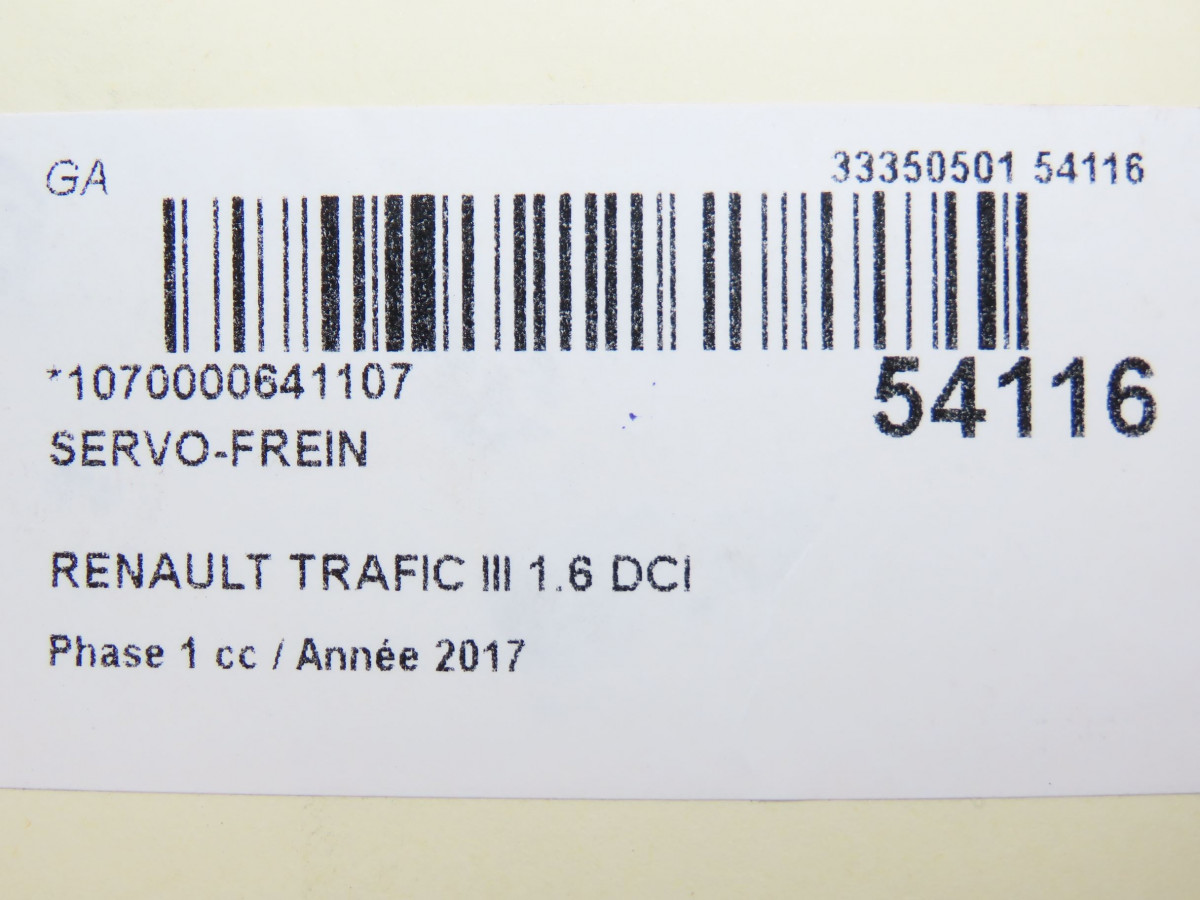 GA
33350501 54116
*1070000641107
54116
SERVO-FREIN
RENAULT TRAFIC III 1.6 DCI
Phase 1 cc / Année 2017